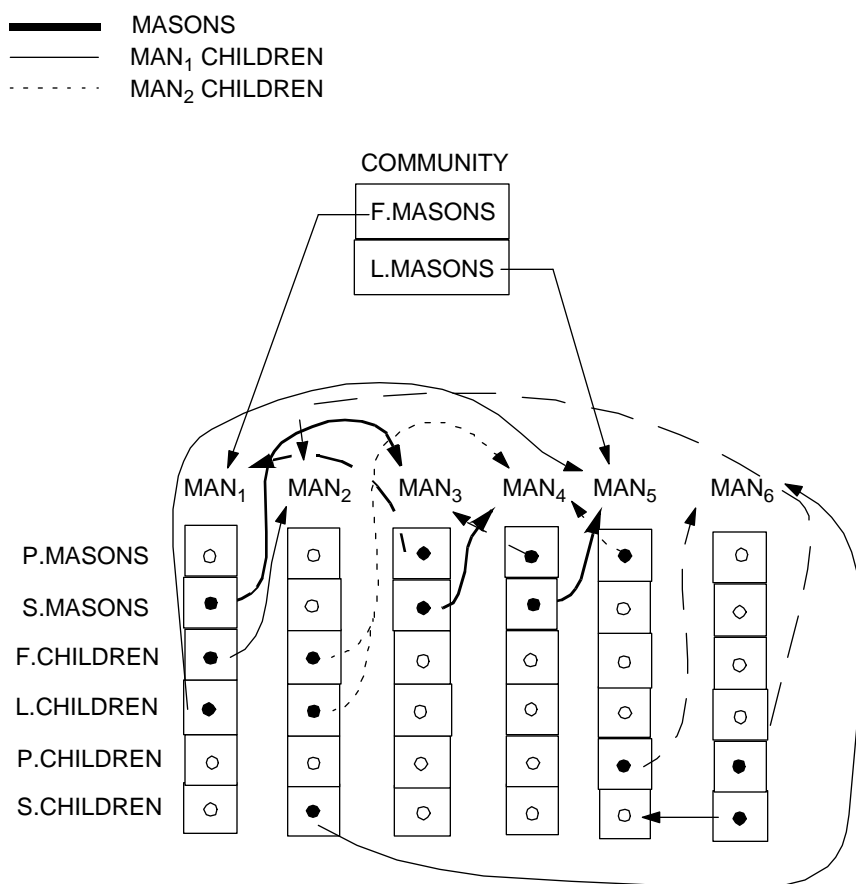 MASONS
MAN₁ CHILDREN
MAN₂ CHILDREN
COMMUNITY
F.MASONS
L.MASONS
MAN₁ MAN₂ MAN₃ MAN₄ MAN₅ MAN₆
P.MASONS
S.MASONS
F.CHILDREN
L.CHILDREN
P.CHILDREN
S.CHILDREN